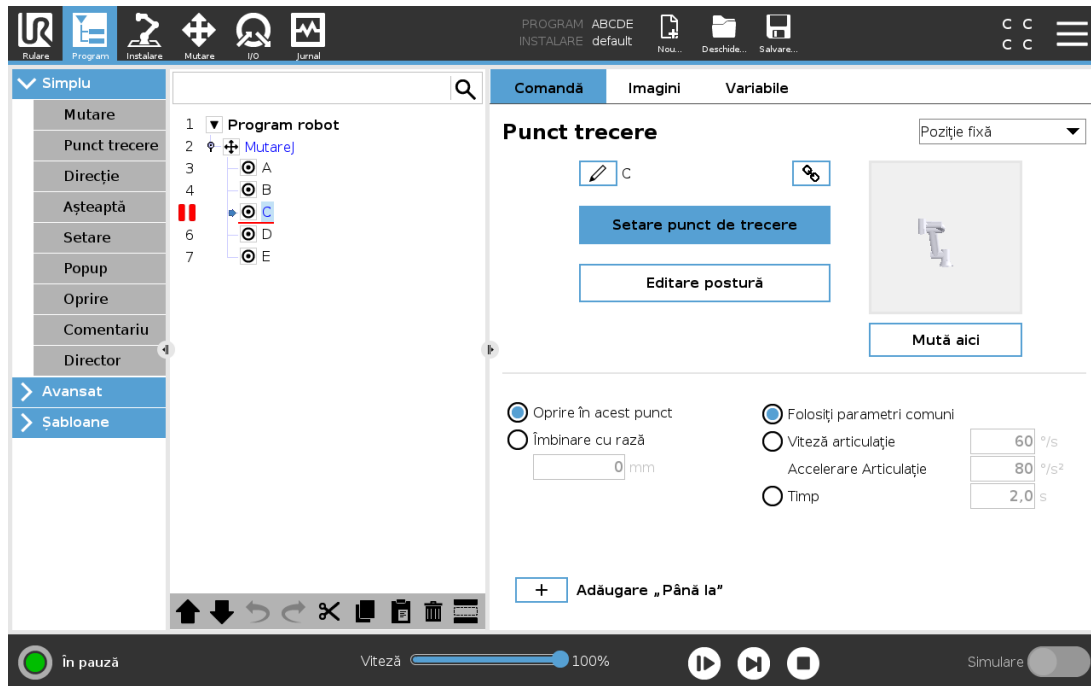 PROGRAM ABCDE
INSTALARE default
Rulare Program Instalare Mutare I/O Jurnal Nou... Deschide... Salvare...
C C
C C
Simplu
Mutare
Punct trecere
Direcție
Așteaptă
Setare
Popup
Oprire
Comentariu
Director
Avansat
Șabloane
1 Program robot
2 MutareJ
3 A
4 B
C
6 D
7 E
Comandă Imagini Variabile
Punct trecere
Poziție fixă
C
Setare punct de trecere
Editare postură
Mută aici
Oprire în acest punct
Îmbinare cu rază
0 mm
Folosiți parametri comuni
Viteză articulație 60 °/s
Accelerare Articulație 80 °/s²
Timp 2,0 s
+ Adăugare „Până la”
În pauză
Viteză 100%
Simulare